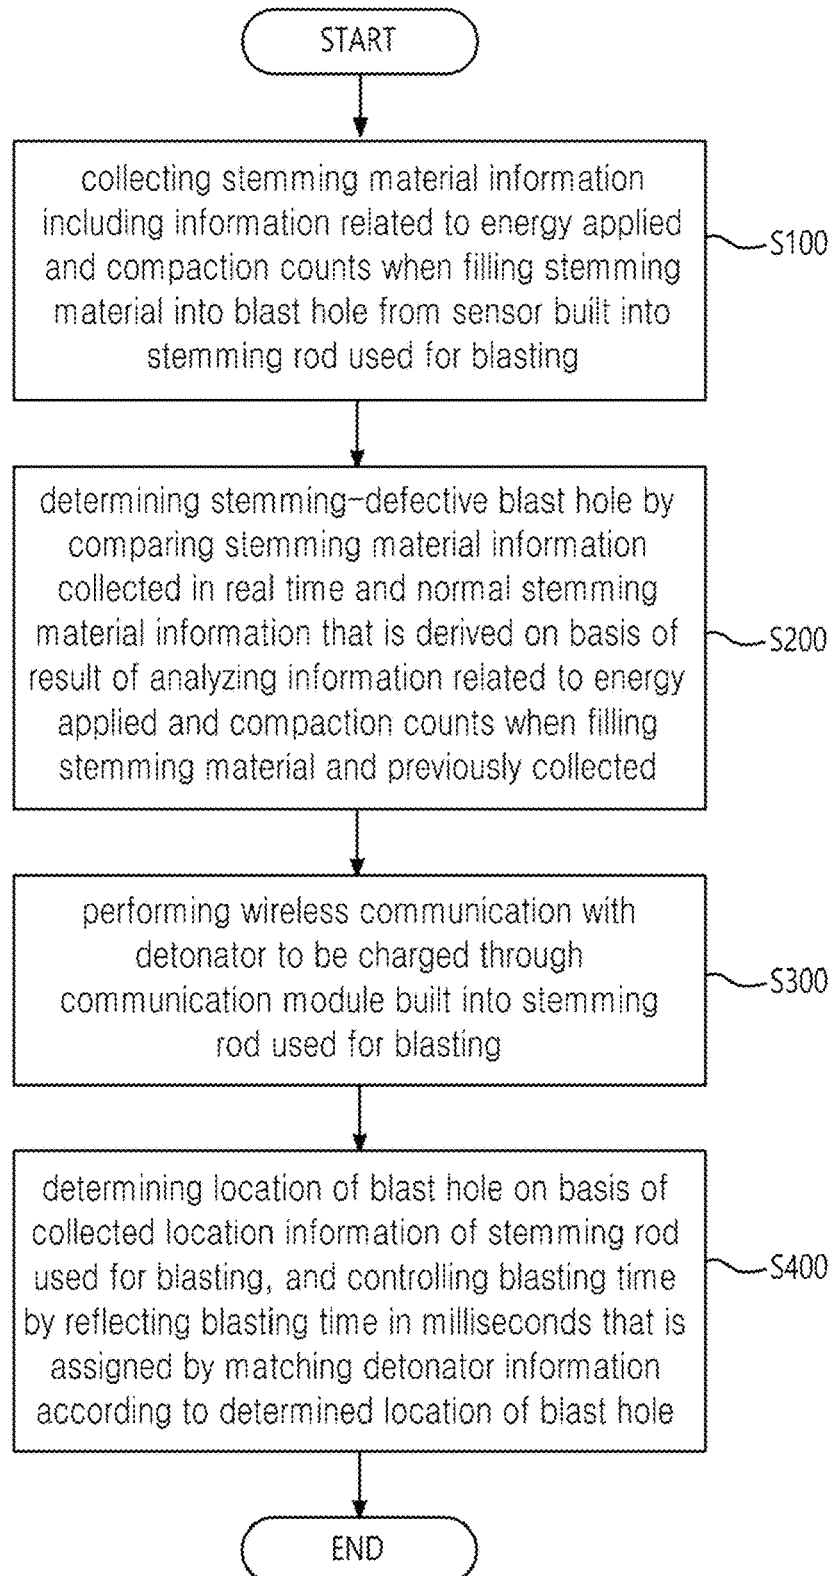 START
collecting stemming material information
including information related to energy applied
and compaction counts when filling stemming
material into blast hole from sensor built into
stemming rod used for blasting
S100
determining stemming-defective blast hole by
comparing stemming material information
collected in real time and normal stemming
material information that is derived on basis of
result of analyzing information related to energy
applied and compaction counts when filling
stemming material and previously collected
S200
performing wireless communication with
detonator to be charged through
communication module built into stemming
rod used for blasting
S300
determining location of blast hole on basis of
collected location information of stemming rod
used for blasting, and controlling blasting time
by reflecting blasting time in milliseconds that is
assigned by matching detonator information
according to determined location of blast hole
S400
END